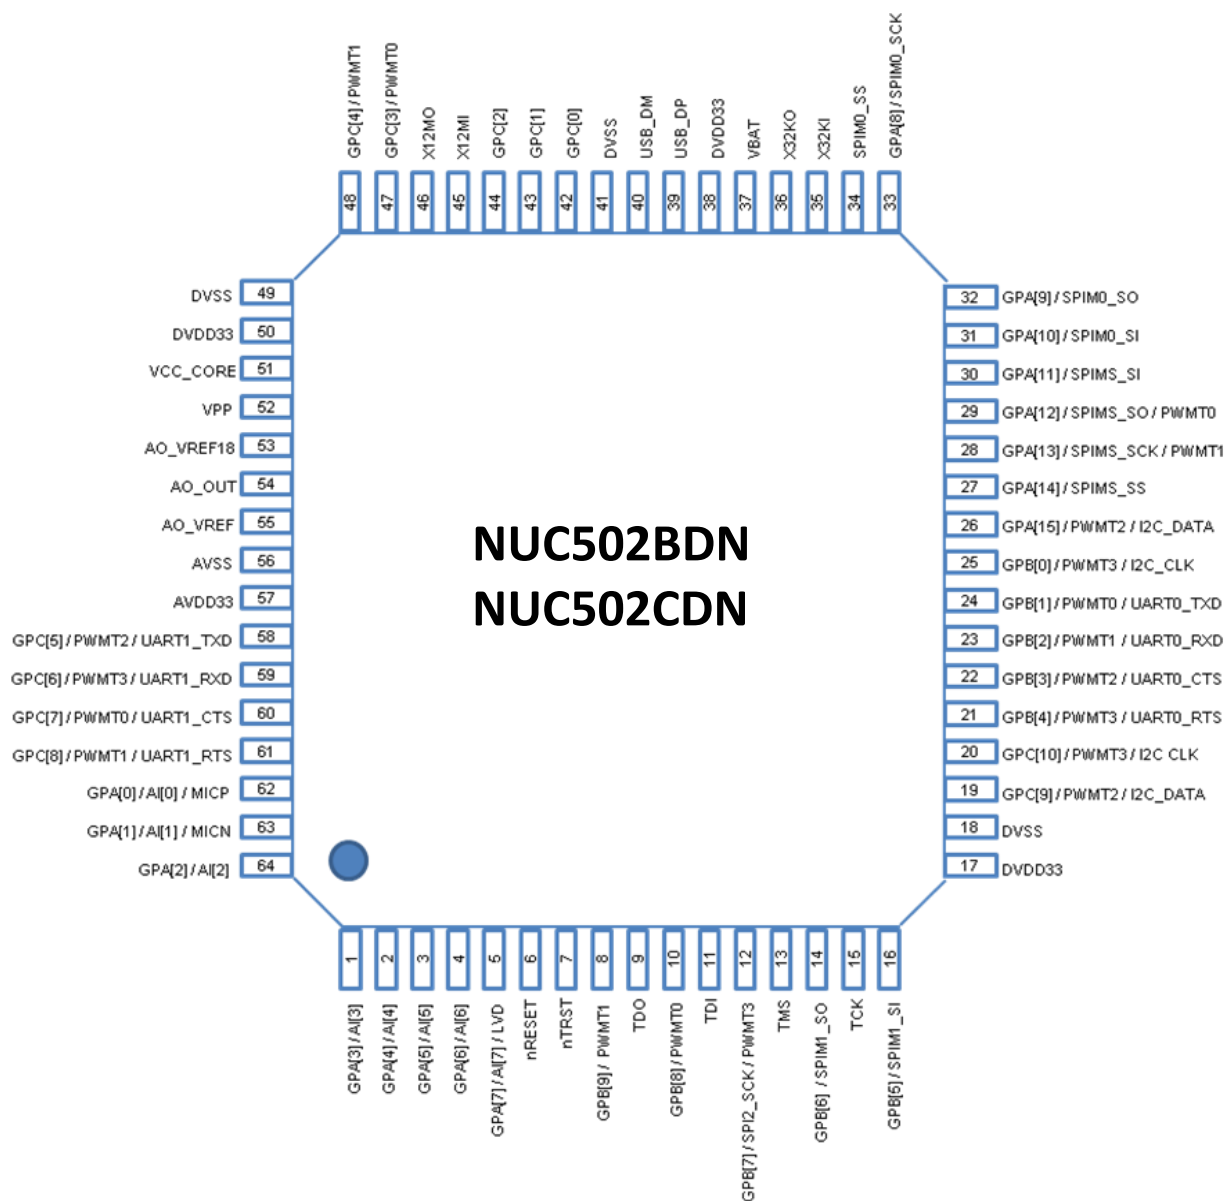 GPC[4] / PWMT1
GPC[3] / PWMT0
X12MO
X12MI
GPC[2]
GPC[1]
GPC[0]
DVSS
USB_DM
USB_DP
DVDD33
VBAT
X32KO
X32KI
SPIM0_SS
GPA[8] / SPIM0_SCK
48
47
46
45
44
43
42
41
40
39
38
37
36
35
34
33
DVSS 49
DVDD33 50
VCC_CORE 51
VPP 52
AO_VREF18 53
AO_OUT 54
AO_VREF 55
AVSS 56
AVDD33 57
GPC[5] / PWMT2 / UART1_TXD 58
GPC[6] / PWMT3 / UART1_RXD 59
GPC[7] / PWMT0 / UART1_CTS 60
GPC[8] / PWMT1 / UART1_RTS 61
GPA[0] / AI[0] / MICP 62
GPA[1] / AI[1] / MICN 63
GPA[2] / AI[2] 64
NUC502BDN
NUC502CDN
32 GPA[9] / SPIM0_SO
31 GPA[10] / SPIM0_SI
30 GPA[11] / SPIMS_SI
29 GPA[12] / SPIMS_SO / PWMT0
28 GPA[13] / SPIMS_SCK / PWMT1
27 GPA[14] / SPIMS_SS
26 GPA[15] / PWMT2 / I2C_DATA
25 GPB[0] / PWMT3 / I2C_CLK
24 GPB[1] / PWMT0 / UART0_TXD
23 GPB[2] / PWMT1 / UART0_RXD
22 GPB[3] / PWMT2 / UART0_CTS
21 GPB[4] / PWMT3 / UART0_RTS
20 GPC[10] / PWMT3 / I2C CLK
19 GPC[9] / PWMT2 / I2C_DATA
18 DVSS
17 DVDD33
1
2
3
4
5
6
7
8
9
10
11
12
13
14
15
16
GPA[3] / AI[3]
GPA[4] / AI[4]
GPA[5] / AI[5]
GPA[6] / AI[6]
GPA[7] / AI[7] / LVD
nRESET
nTRST
GPB[9] / PWMT1
TDO
GPB[8] / PWMT0
TDI
GPB[7] / SPI2_SCK / PWMT3
TMS
GPB[6] / SPIM1_SO
TCK
GPB[5] / SPIM1_SI